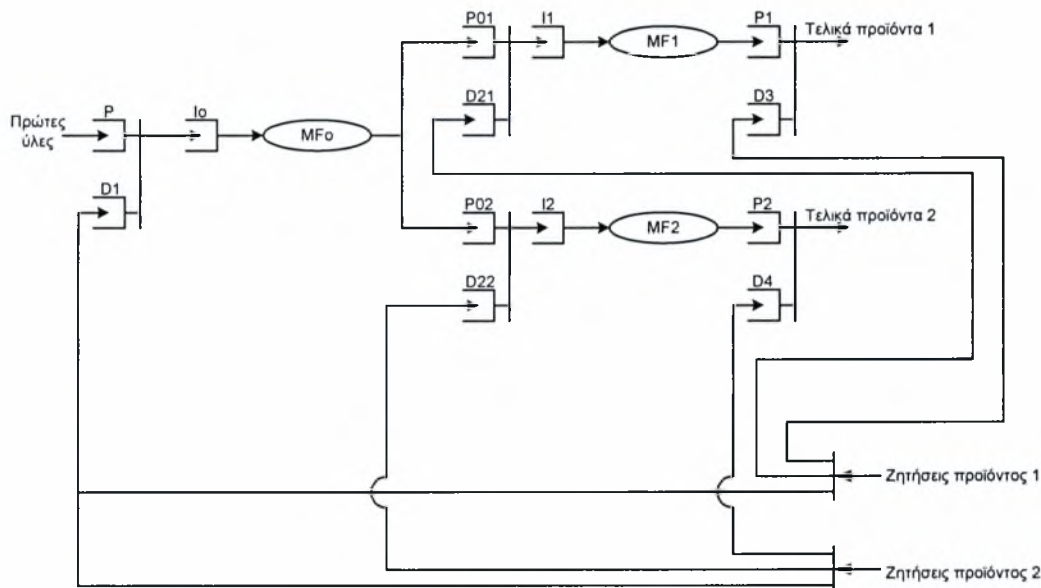 P01
I1
P1
Τελικά προϊόντα 1
MF1
P
Io
D21
D3
Πρώτες
ύλες
MFo
D1
P02
I2
P2
Τελικά προϊόντα 2
MF2
D22
D4
Ζητήσεις προϊόντος 1
Ζητήσεις προϊόντος 2